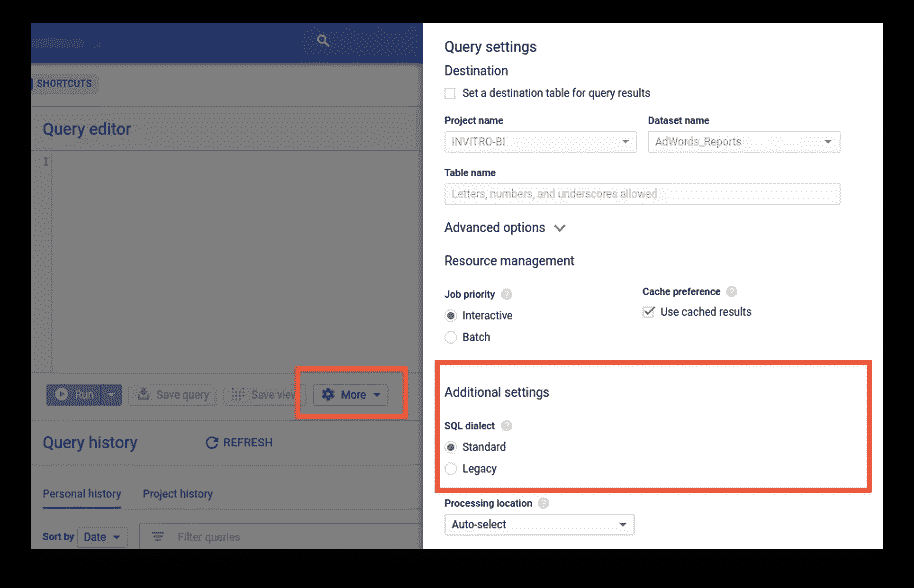 SHORTCUTS
Query editor
1
Run
Save query
Save view
More
Query history
REFRESH
Personal history
Project history
Sort by
Date
Filter queries
Query settings
Destination
Set a destination table for query results
Project name
Dataset name
INVITRO-BI
AdWords_Reports
Table name
Letters, numbers, and underscores allowed
Advanced options
Resource management
Job priority
Cache preference
Interactive
Use cached results
Batch
Additional settings
SQL dialect
Standard
Legacy
Processing location
Auto-select